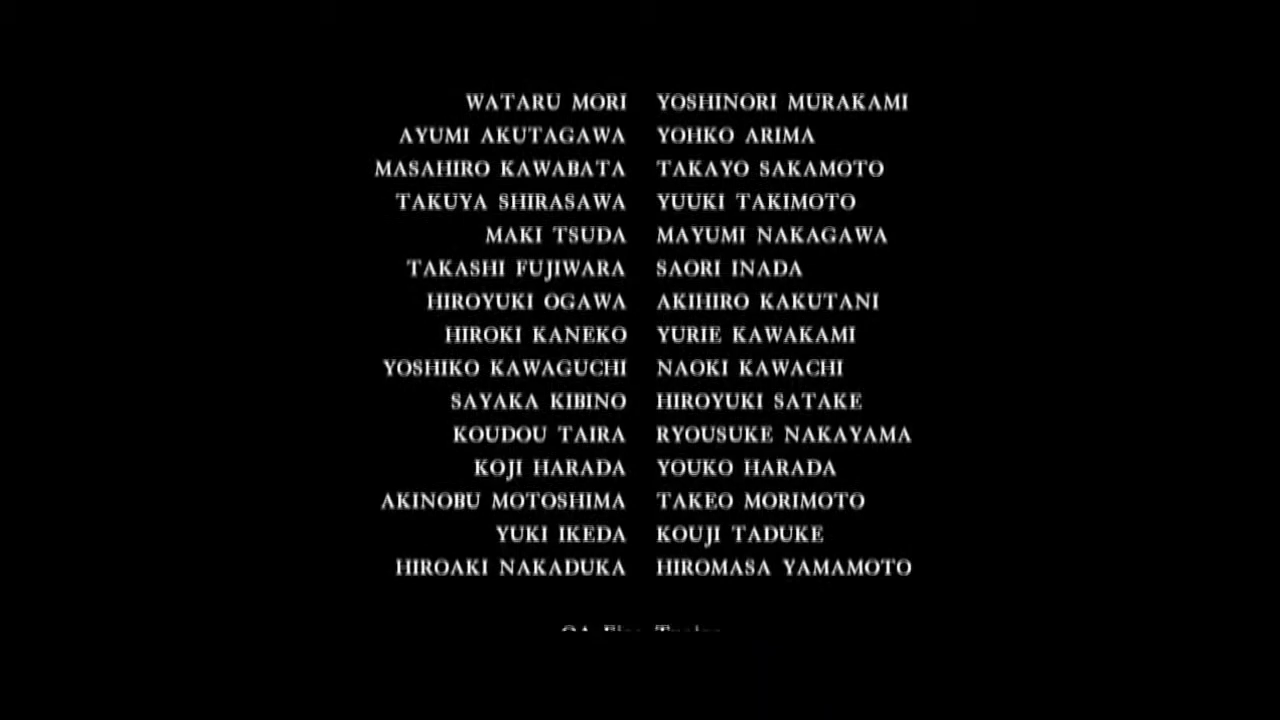 WATARU MORI YOSHINORI MURAKAMI
AYUMI AKUTAGAWA YOHKO ARIMA
MASAHIRO KAWABATA TAKAYO SAKAMOTO
TAKUYA SHIRASAWA YUUKI TAKIMOTO
MAKI TSUDA MAYUMI NAKAGAWA
TAKASHI FUJIWARA SAORI INADA
HIROYUKI OGAWA AKIHIRO KAKUTANI
HIROKI KANEKO YURIE KAWAKAMI
YOSHIKO KAWAGUCHI NAOKI KAWACHI
SAYAKA KIBINO HIROYUKI SATAKE
KOUDOU TAIRA RYOUSUKE NAKAYAMA
KOJI HARADA YOUKO HARADA
AKINOBU MOTOSHIMA TAKEO MORIMOTO
YUKI IKEDA KOUJI TADUKE
HIROAKI NAKADUKA HIROMASA YAMAMOTO